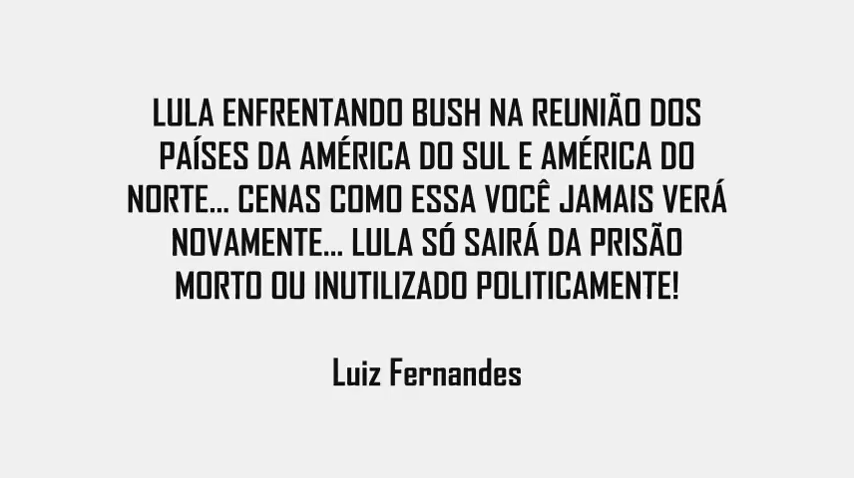 LULA ENFRENTANDO BUSH NA REUNIÃO DOS
PAÍSES DA AMÉRICA DO SUL E AMÉRICA DO
NORTE... CENAS COMO ESSA VOCÊ JAMAIS VERÁ
NOVAMENTE... LULA SÓ SAIRÁ DA PRISÃO
MORTO OU INUTILIZADO POLITICAMENTE!
Luiz Fernandes